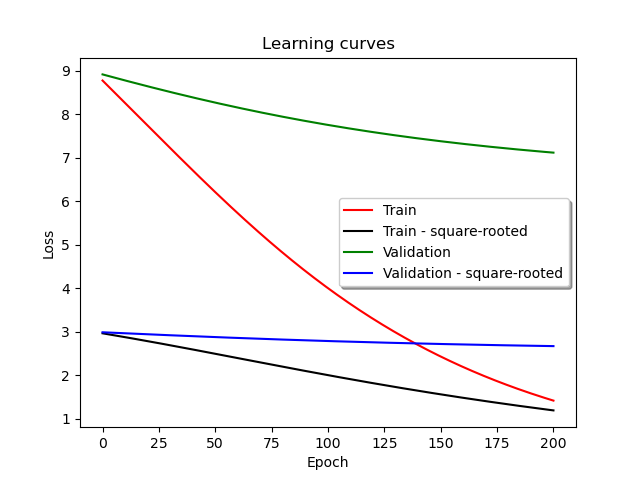 Learning curves
9
8
7
6
5
4
3
2
1
Loss
Train
Train - square-rooted
Validation
Validation - square-rooted
0 25 50 75 100 125 150 175 200
Epoch